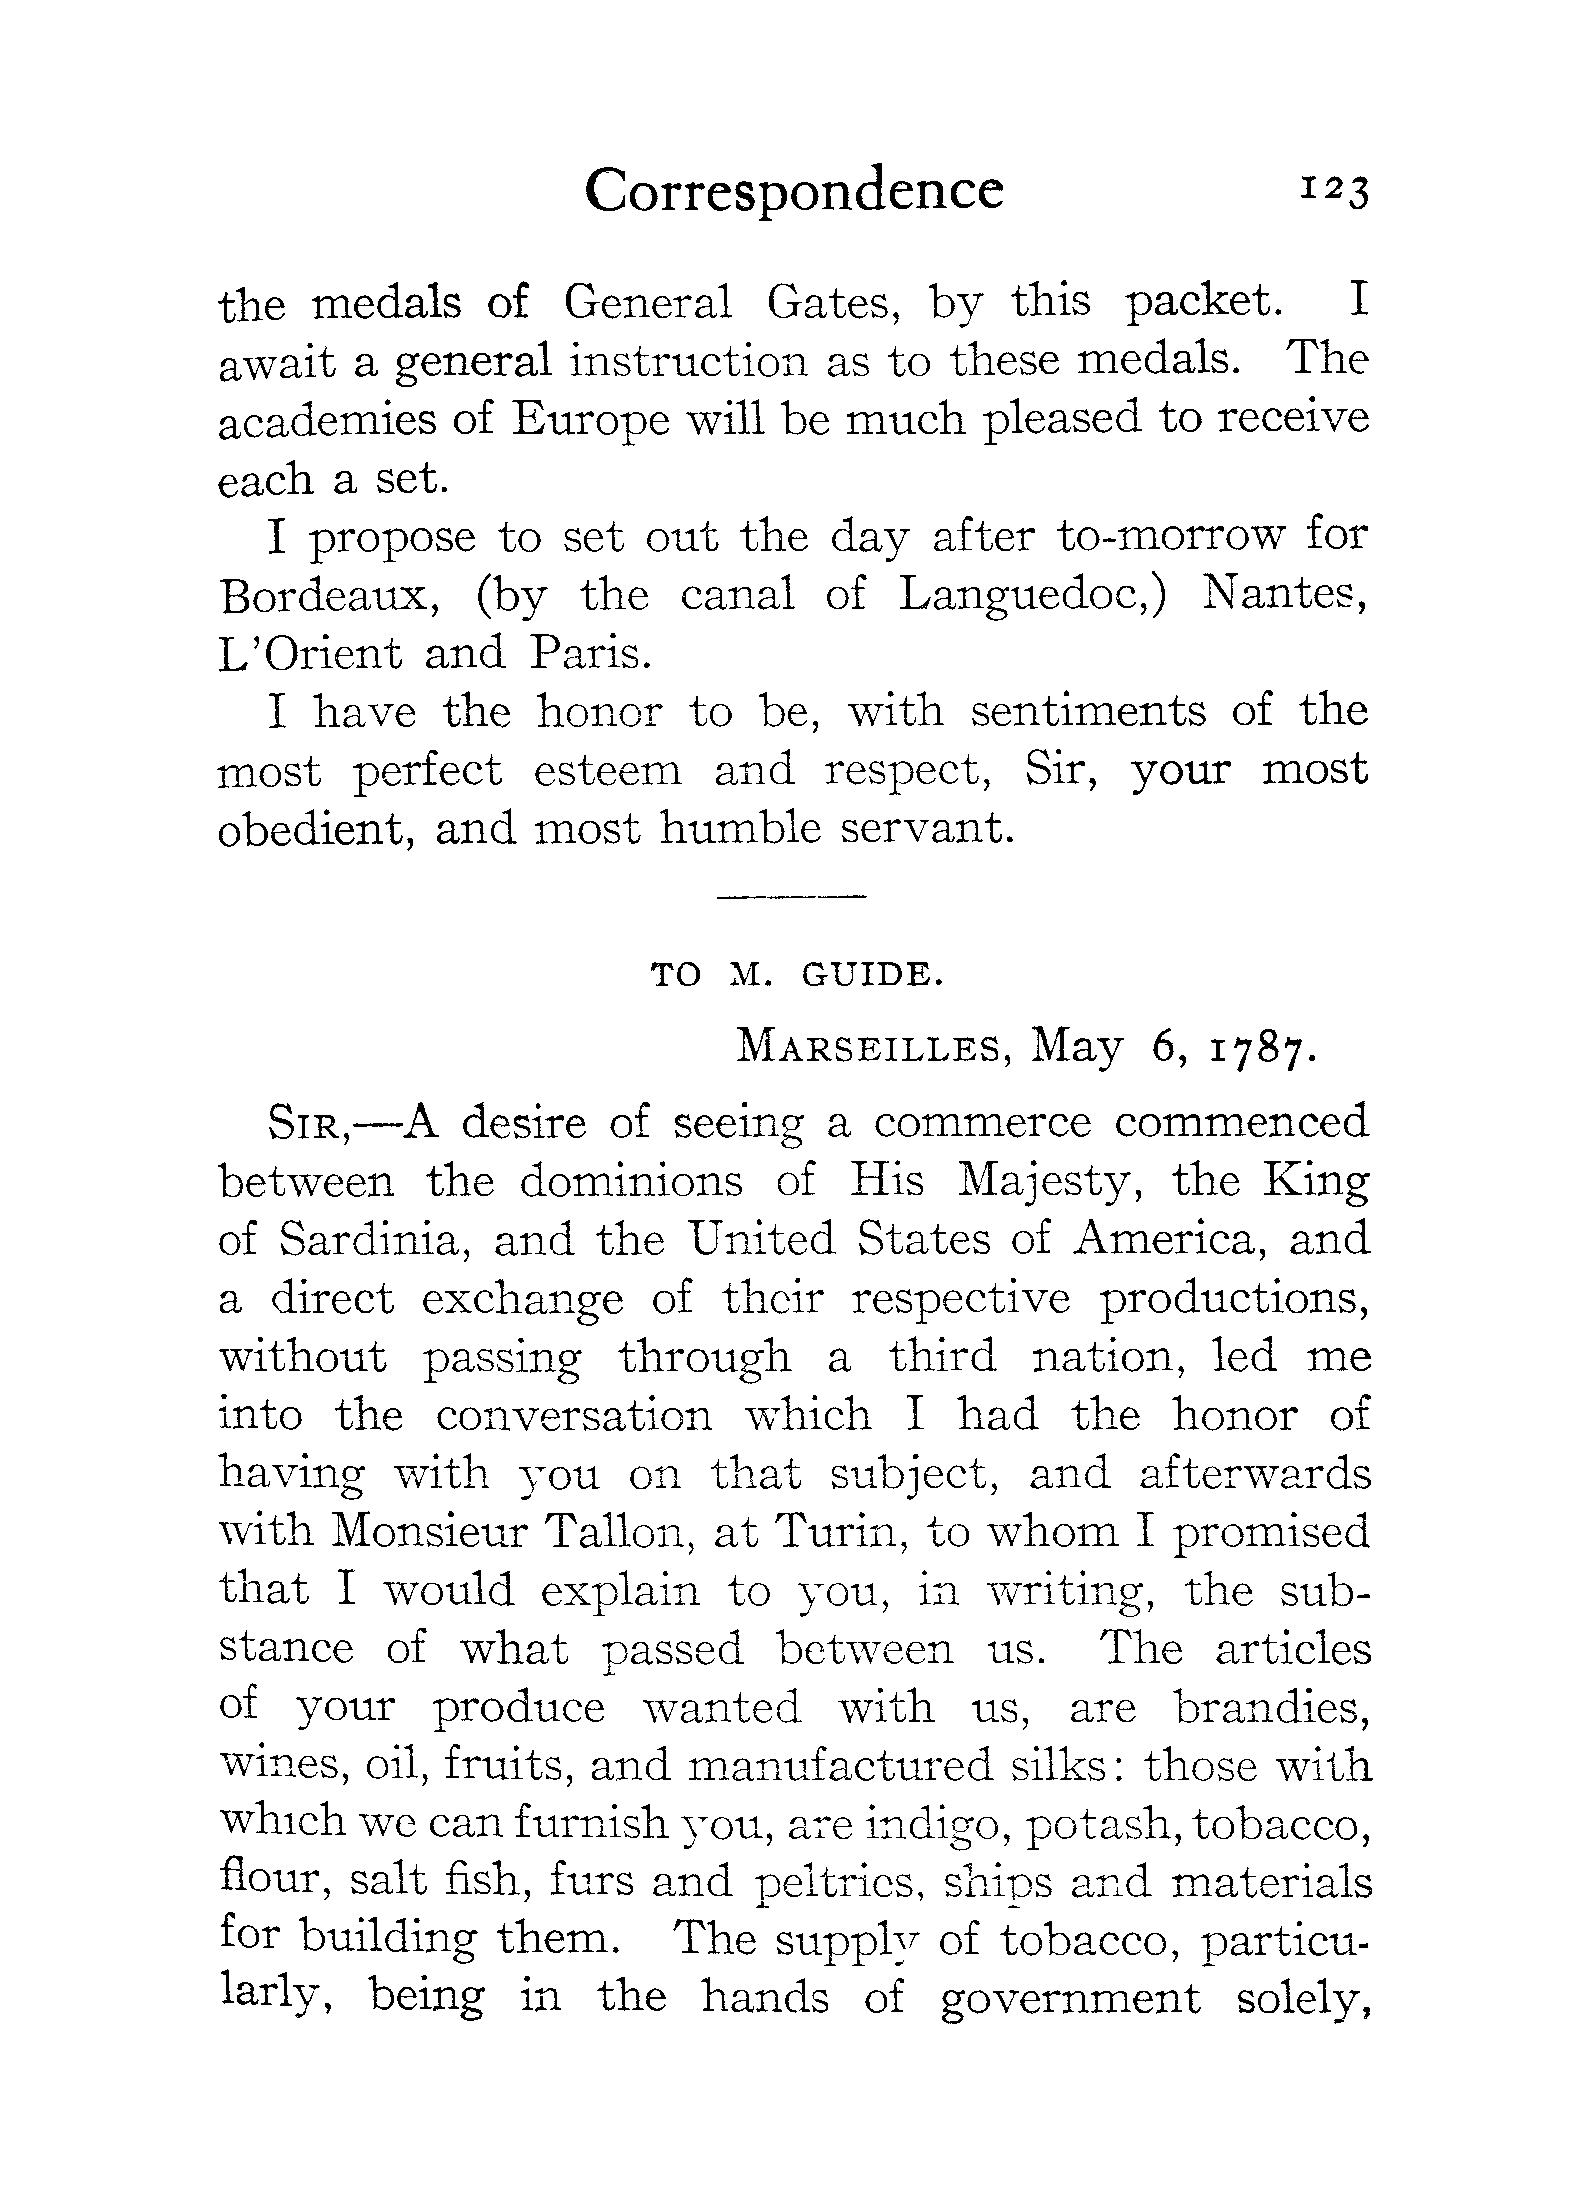 Correspondence 123
the medals of General Gates, by this packet. I
await a general instruction as to these medals. The
academies of Europe will be much pleased to receive
each a set.
I propose to set out the day after to-morrow for
Bordeaux, (by the canal of Languedoc,) Nantes,
L'Orient and Paris.
I have the honor to be, with sentiments of the
most perfect esteem and respect, Sir, your most
obedient, and most humble servant.
TO M. GUIDE.
MARSEILLES, May 6, 1787.
SIR,—A desire of seeing a commerce commenced
between the dominions of His Majesty, the King
of Sardinia, and the United States of America, and
a direct exchange of their respective productions,
without passing through a third nation, led me
into the conversation which I had the honor of
having with you on that subject, and afterwards
with Monsieur Tallon, at Turin, to whom I promised
that I would explain to you, in writing, the sub-
stance of what passed between us. The articles
of your produce wanted with us, are brandies,
wines, oil, fruits, and manufactured silks: those with
which we can furnish you, are indigo, potash, tobacco,
flour, salt fish, furs and peltries, ships and materials
for building them. The supply of tobacco, particu-
larly, being in the hands of government solely,